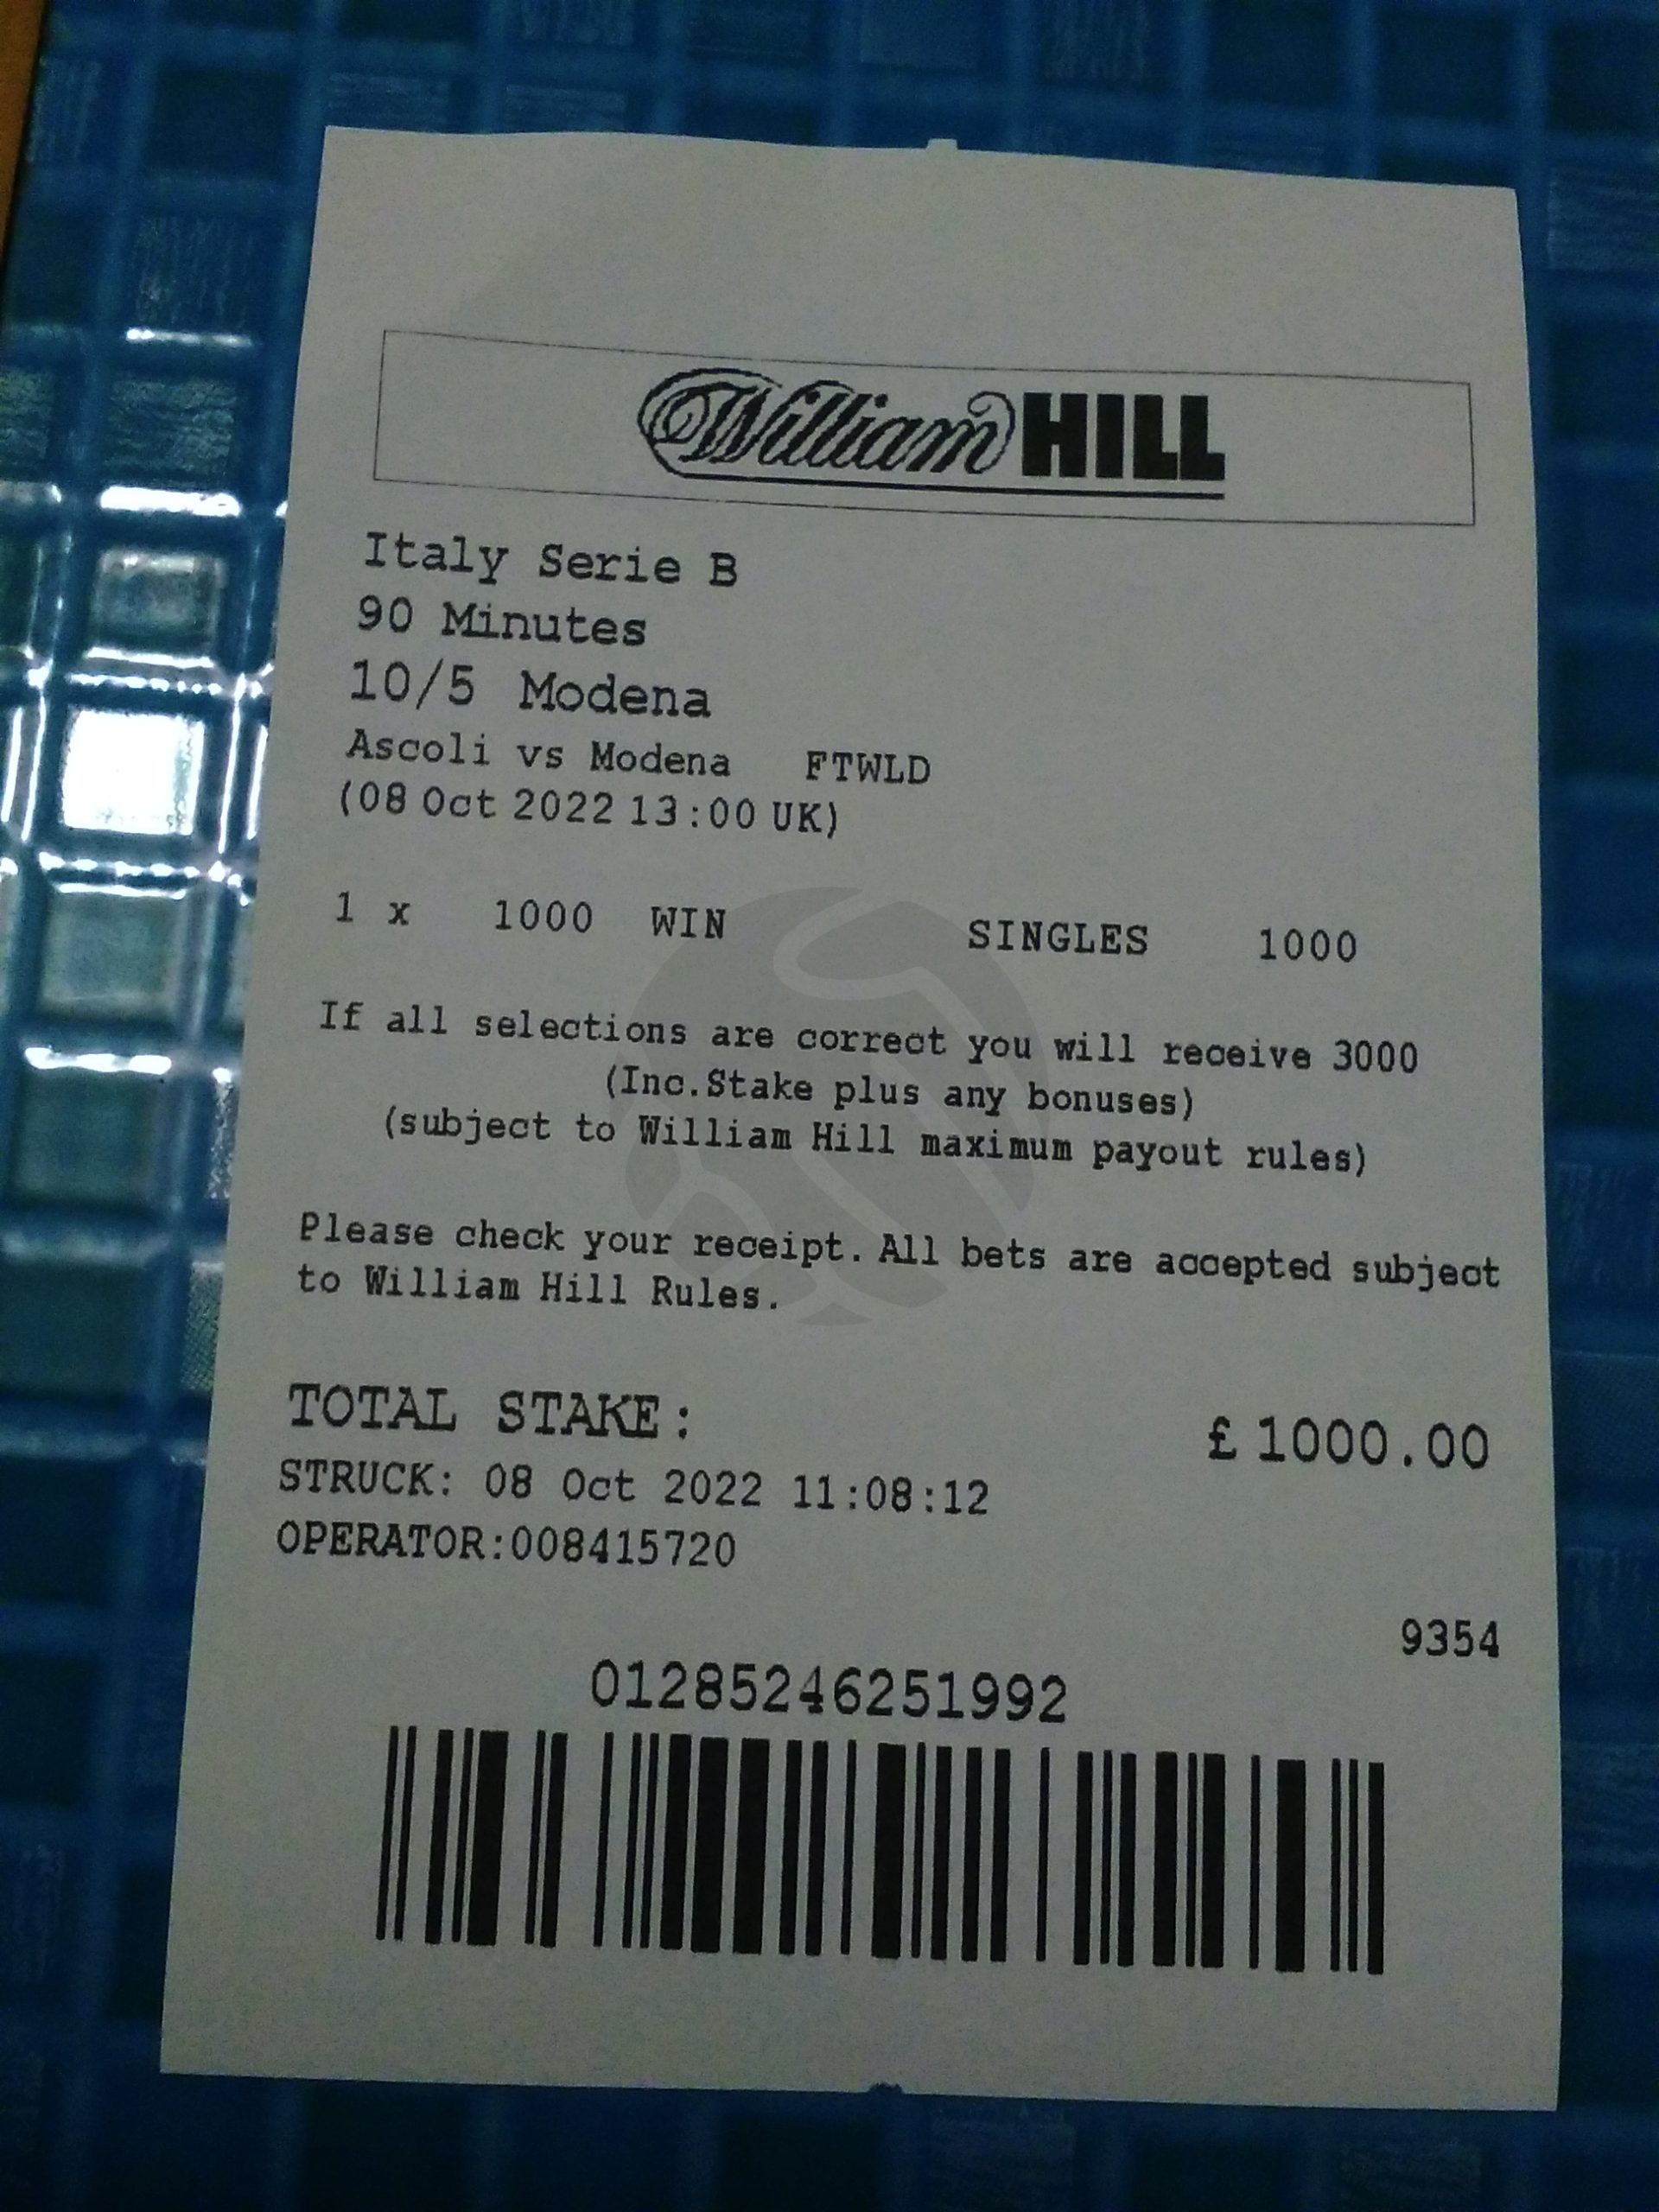 William HILL
Italy Serie B
90 Minutes
10/5 Modena
Ascoli vs Modena FTWLD
(08 Oct 2022 13:00 UK)
1 x 1000 WIN SINGLES 1000
If all selections are correct you will receive 3000
(Inc.Stake plus any bonuses)
(subject to William Hill maximum payout rules)
Please check your receipt. All bets are accepted subject
to William Hill Rules.
TOTAL STAKE: £ 1000.00
STRUCK: 08 Oct 2022 11:08:12
OPERATOR:008415720
9354
01285246251992